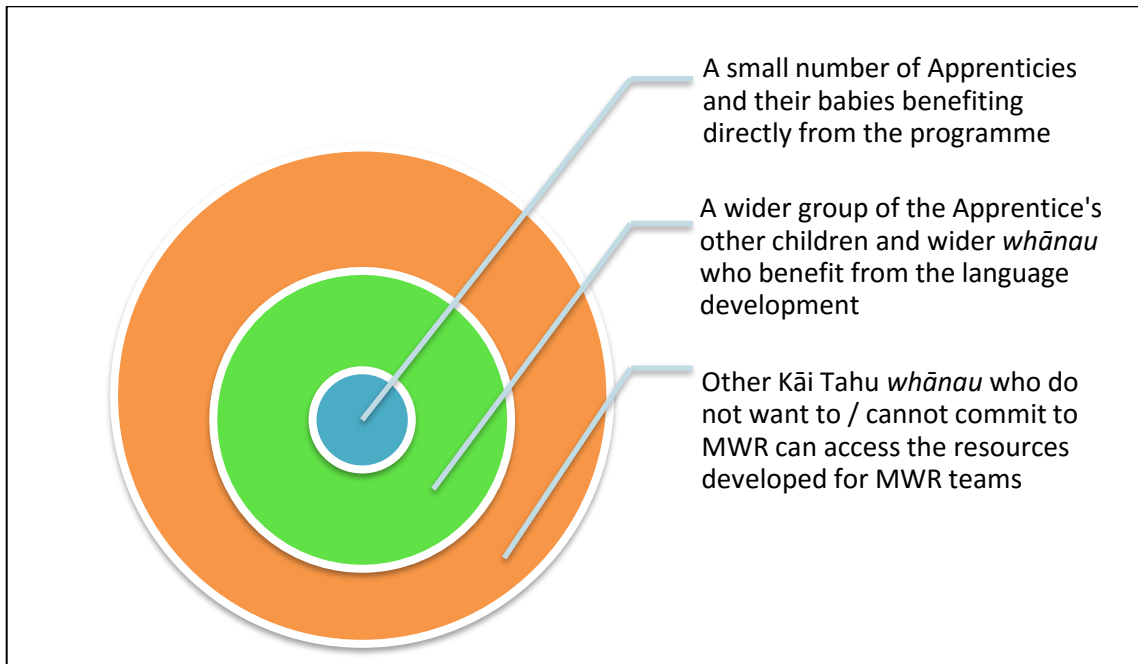 A small number of Apprenticies
and their babies benefiting
directly from the programme
A wider group of the Apprentice's
other children and wider whānau
who benefit from the language
development
Other Kāi Tahu whānau who do
not want to / cannot commit to
MWR can access the resources
developed for MWR teams